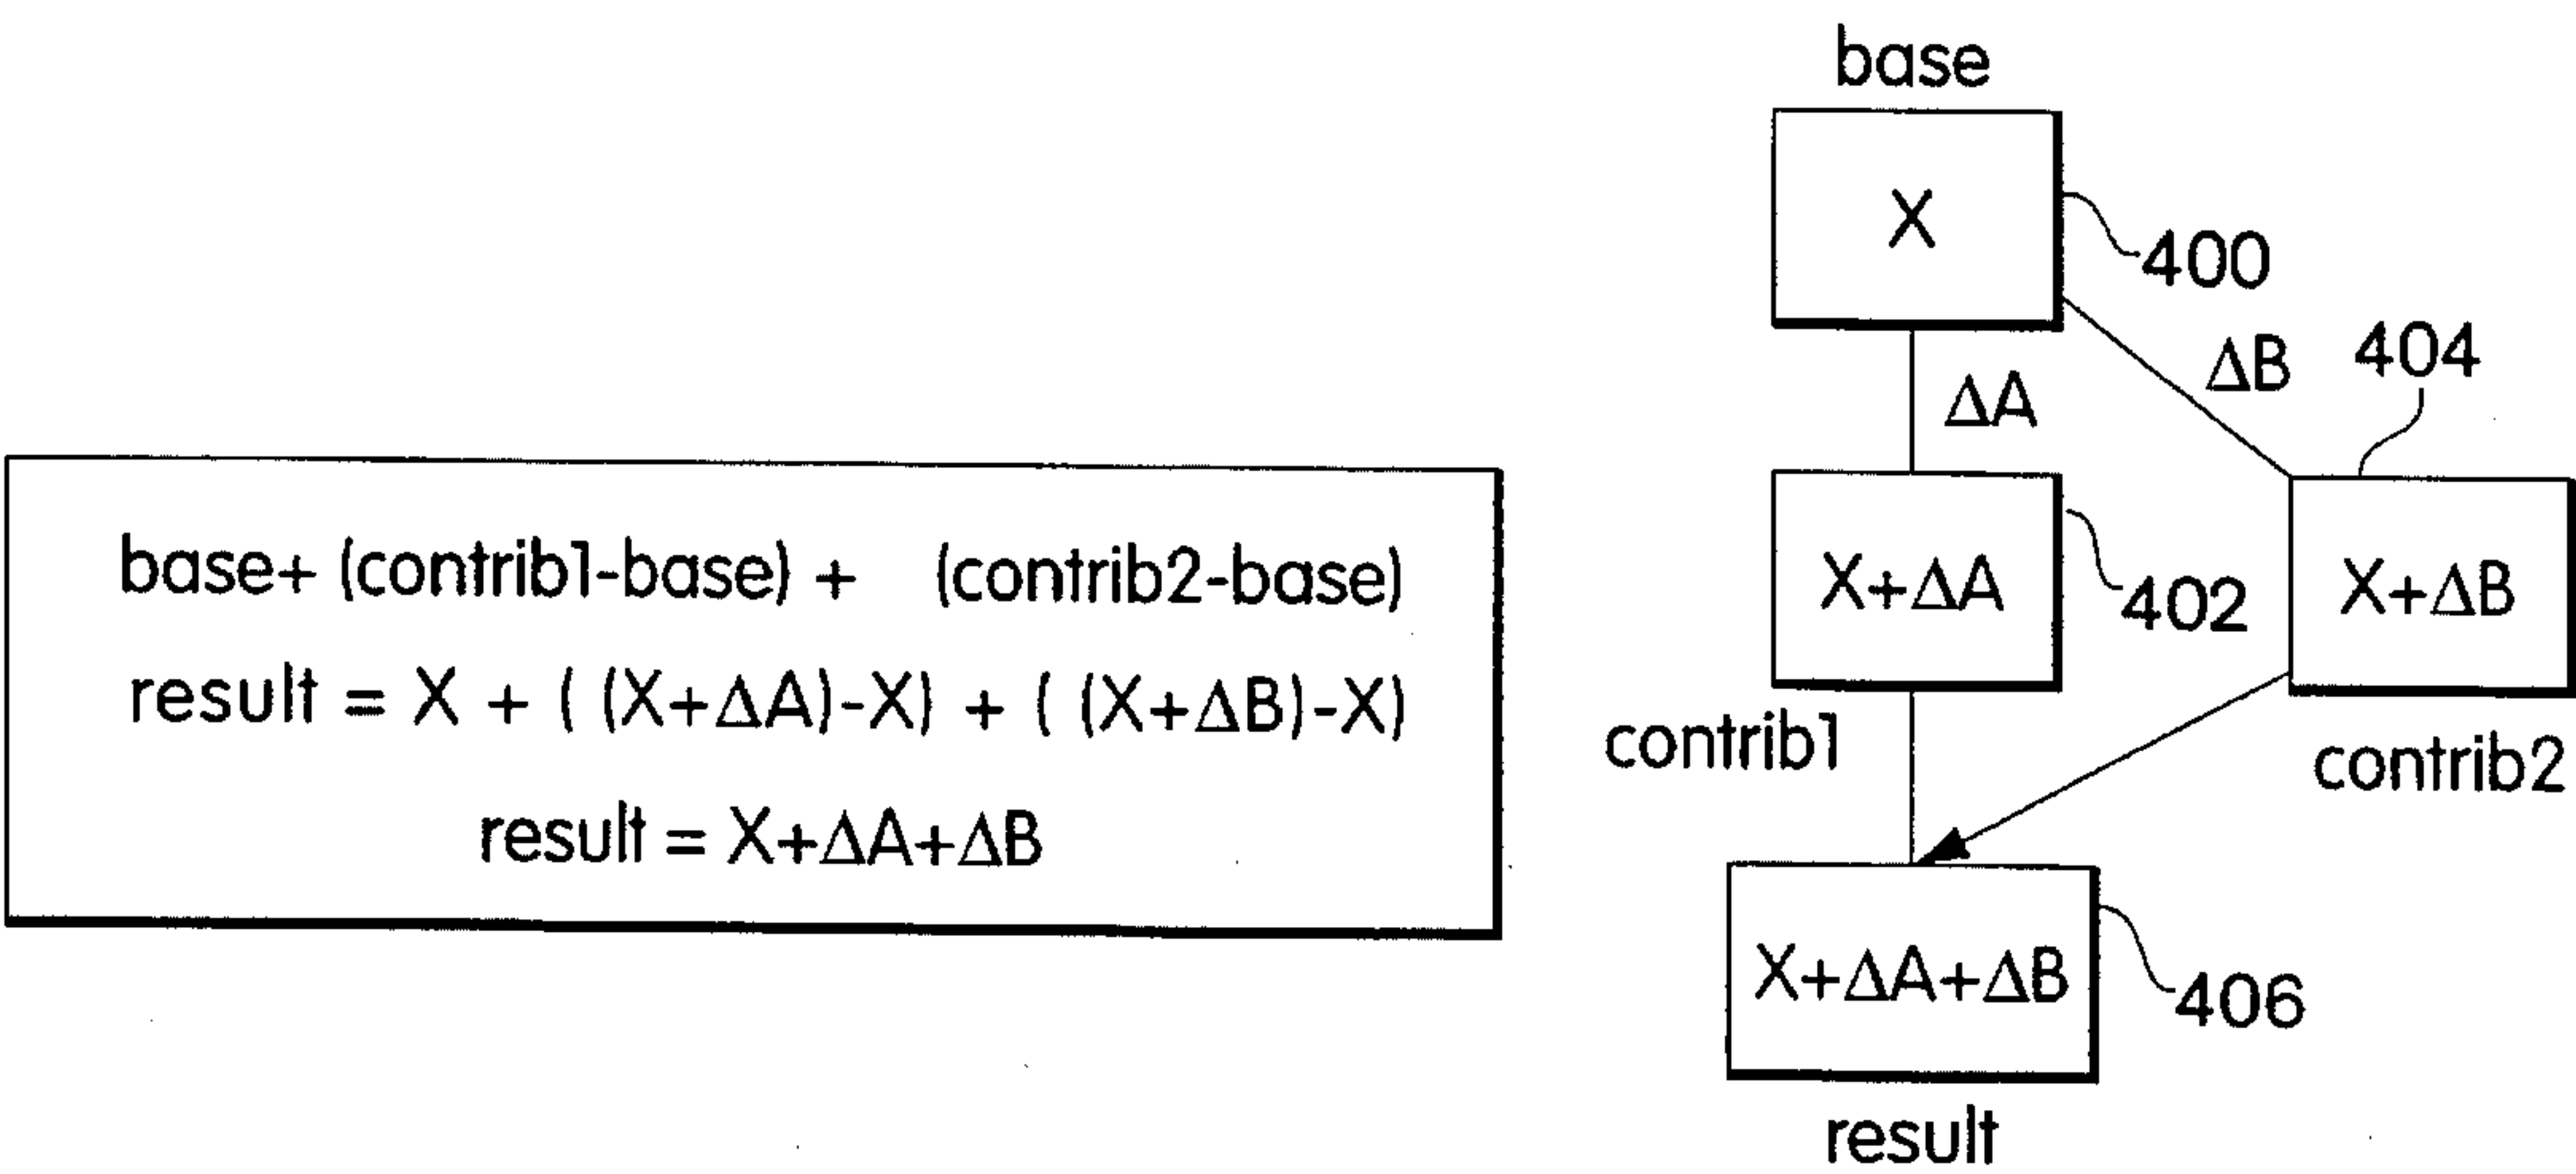 base+ (contrib1-base) + (contrib2-base)
result = X + ( (X+ΔA)-X) + ( (X+ΔB)-X)
result = X+ΔA+ΔB
base
X
400
ΔA
ΔB
404
X+ΔA
402
X+ΔB
contrib1
contrib2
X+ΔA+ΔB
406
result